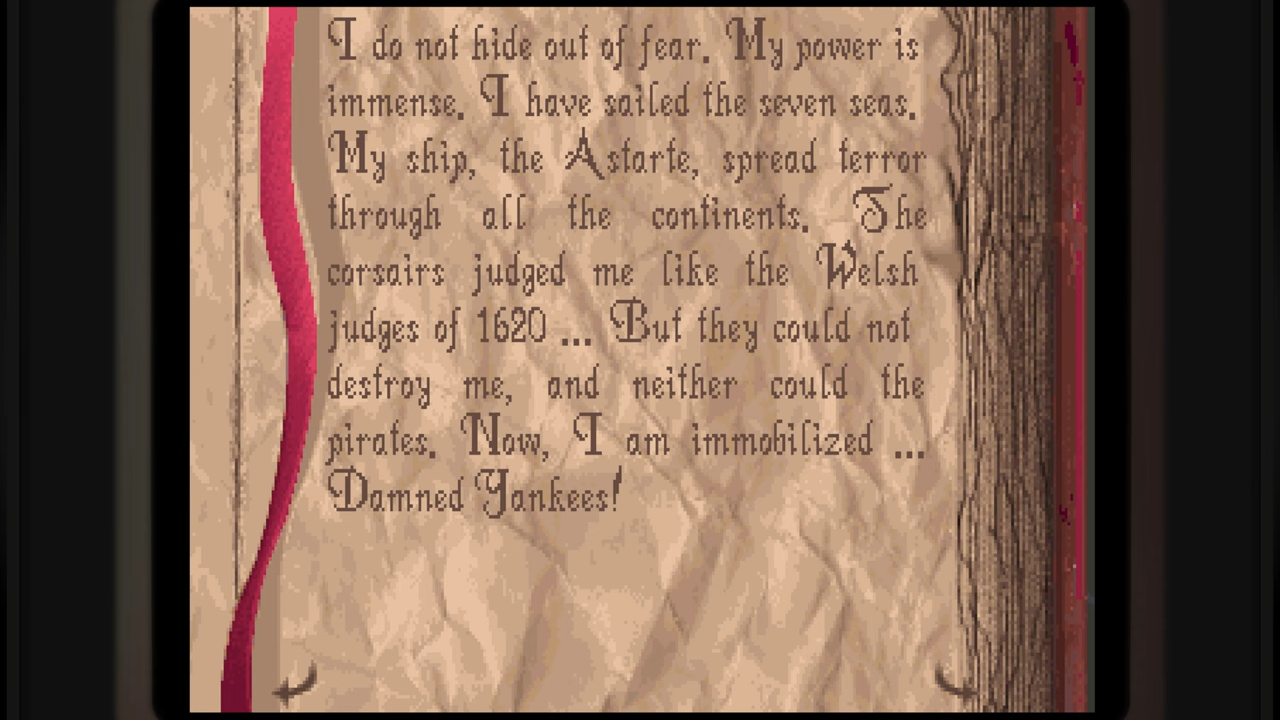 I do not hide out of fear. My power is
immense. I have sailed the seven seas.
My ship, the Astarte, spread terror
through all the continents. The
corsairs judged me like the Welsh
judges of 1620 ... But they could not
destroy me, and neither could the
pirates. Now, I am immobilized ...
Damned Yankees!